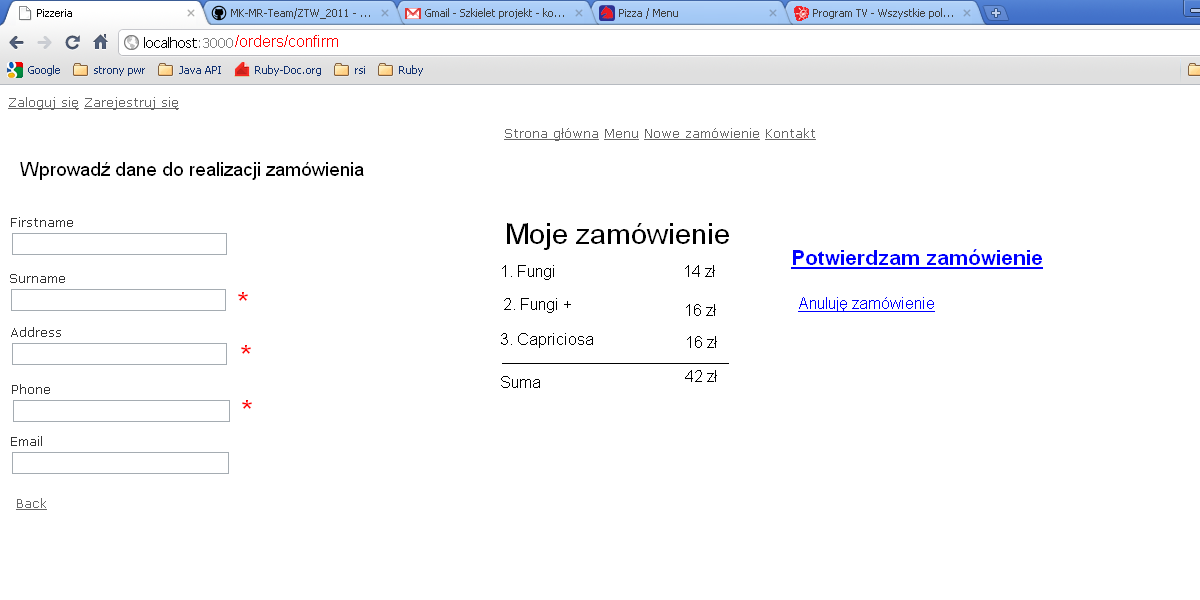 Pizzeria MK-MR-Team/ZTW_2011 - ... Gmail - Szkielet projekt - ko... Pizza / Menu Program TV - Wszystkie pol...
localhost:3000/orders/confirm
Google strony pwr Java API Ruby-Doc.org rsi Ruby
Zaloguj się Zarejestruj się
Strona główna Menu Nowe zamówienie Kontakt
Wprowadź dane do realizacji zamówienia
Firstname
Surname
*
Address
*
Phone
*
Email
Back
Moje zamówienie
1. Fungi 14 zł
2. Fungi + 16 zł
3. Capriciosa 16 zł
Suma 42 zł
Potwierdzam zamówienie
Anuluję zamówienie